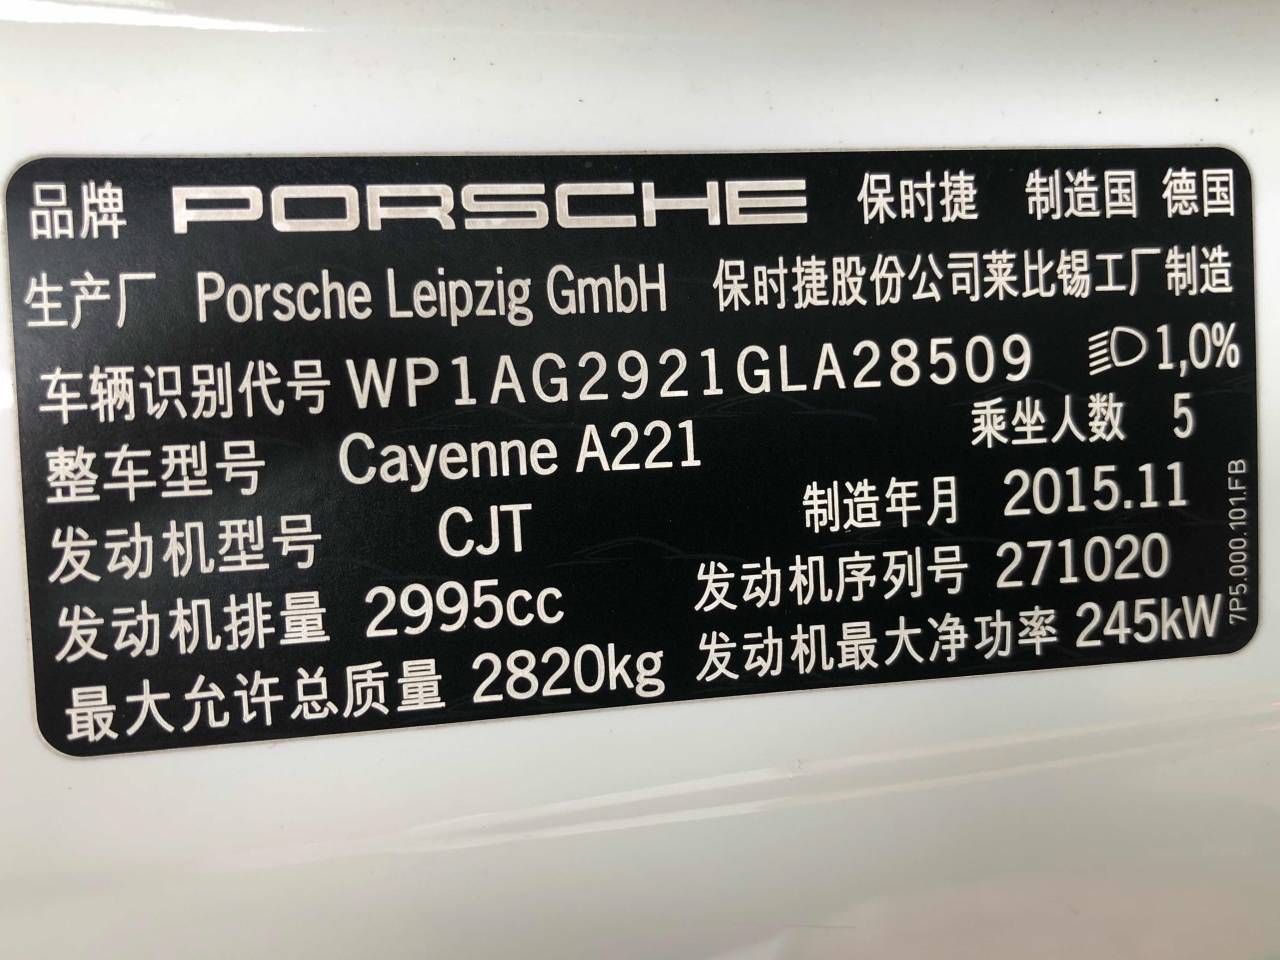 品牌 PORSCHE 保时捷 制造国 德国
生产厂 Porsche Leipzig GmbH 保时捷股份公司莱比锡工厂制造
车辆识别代号 WP1AG2921GLA28509 1,0%
整车型号 Cayenne A221 乘坐人数 5
发动机型号 CJT 制造年月 2015.11
发动机排量 2995cc 发动机序列号 271020
最大允许总质量 2820kg 发动机最大净功率 245kW
7P5.000.101.FB